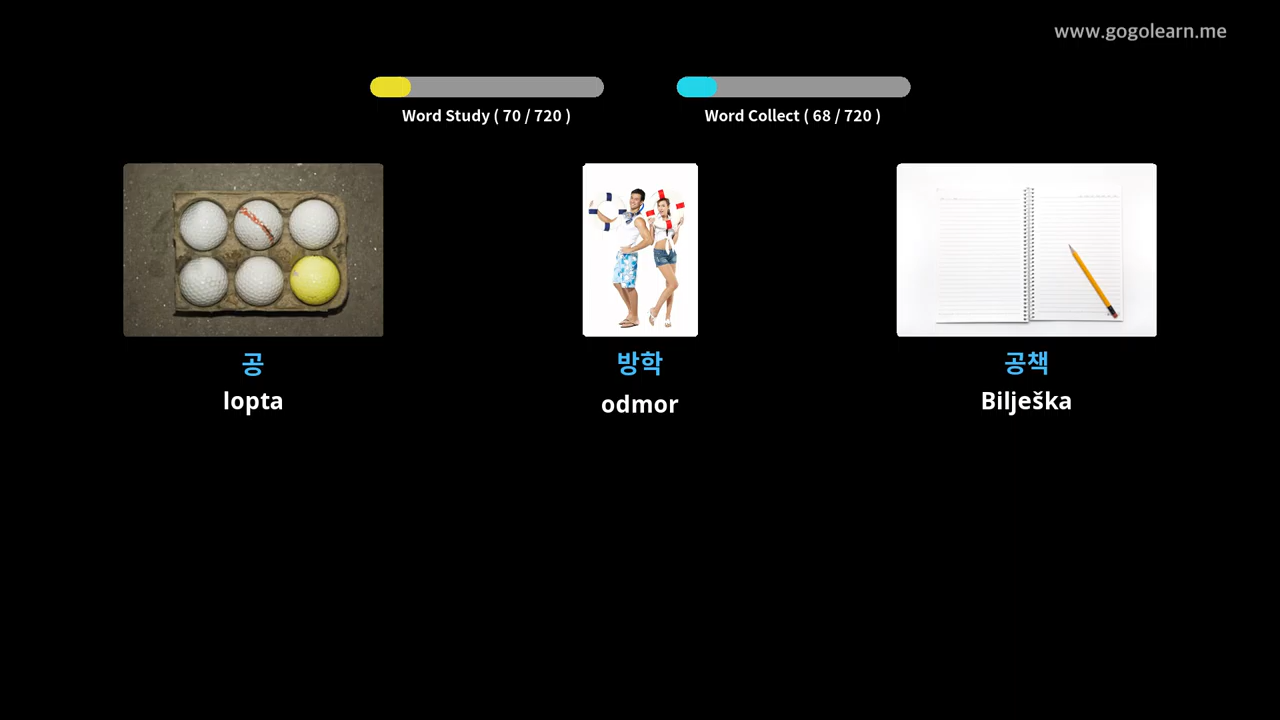 www.gogolearn.me
Word Study ( 70 / 720 )
Word Collect ( 68 / 720 )
공
lopta
방학
odmor
공책
Bilješka